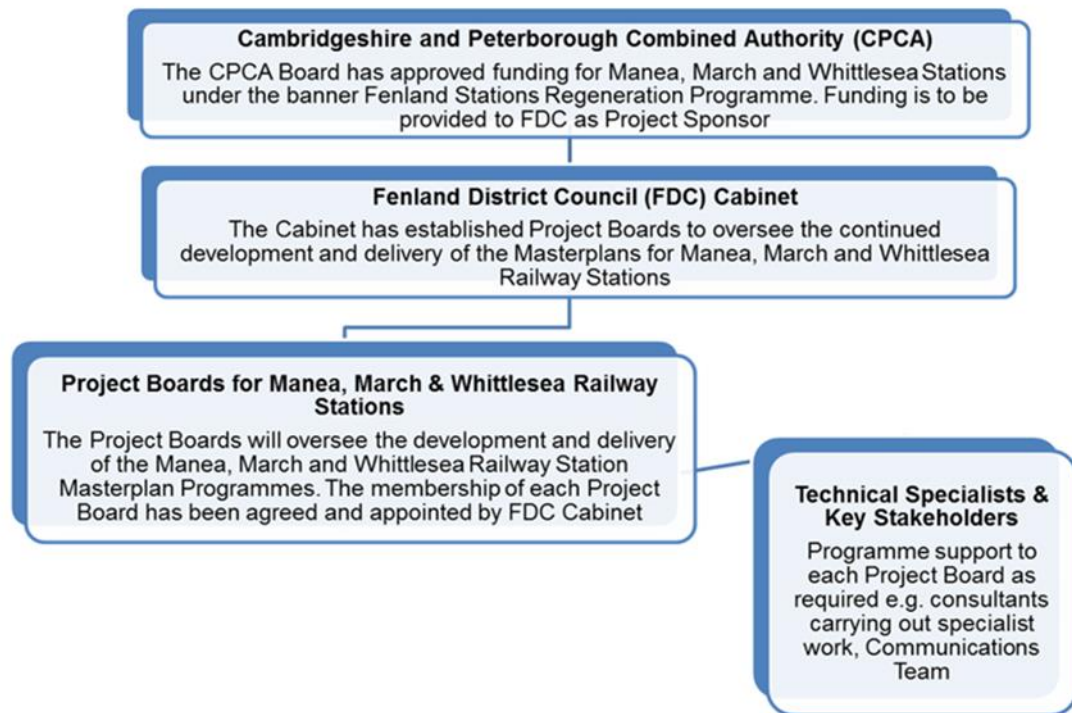 Cambridgeshire and Peterborough Combined Authority (CPCA)
The CPCA Board has approved funding for Manea, March and Whittlesea Stations
under the banner Fenland Stations Regeneration Programme. Funding is to be
provided to FDC as Project Sponsor
Fenland District Council (FDC) Cabinet
The Cabinet has established Project Boards to oversee the continued
development and delivery of the Masterplans for Manea, March and Whittlesea
Railway Stations
Project Boards for Manea, March & Whittlesea Railway
Stations
The Project Boards will oversee the development and delivery
of the Manea, March and Whittlesea Railway Station
Masterplan Programmes. The membership of each Project
Board has been agreed and appointed by FDC Cabinet
Technical Specialists &
Key Stakeholders
Programme support to
each Project Board as
required e.g. consultants
carrying out specialist
work, Communications
Team